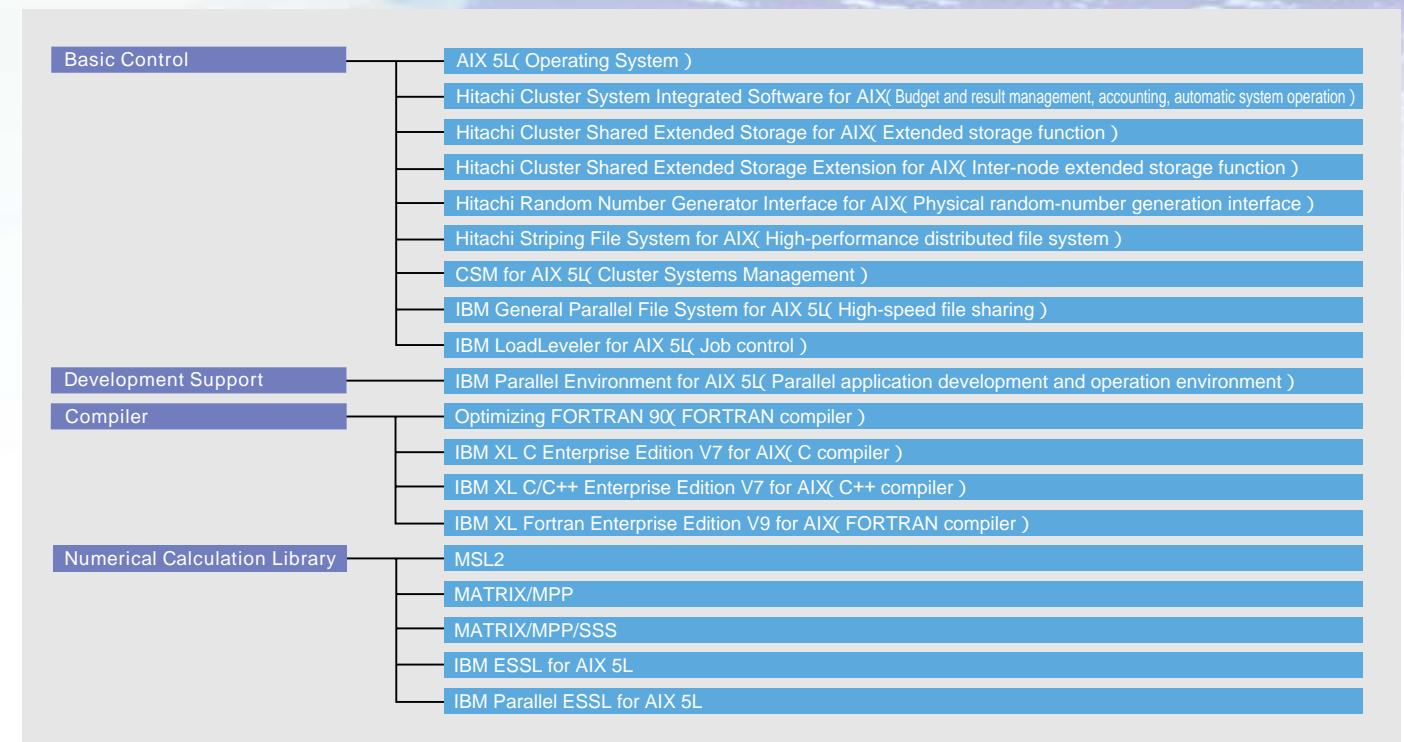 Basic Control
AIX 5L( Operating System )
Hitachi Cluster System Integrated Software for AIX( Budget and result management, accounting, automatic system operation )
Hitachi Cluster Shared Extended Storage for AIX( Extended storage function )
Hitachi Cluster Shared Extended Storage Extension for AIX( Inter-node extended storage function )
Hitachi Random Number Generator Interface for AIX( Physical random-number generation interface )
Hitachi Striping File System for AIX( High-performance distributed file system )
CSM for AIX 5L( Cluster Systems Management )
IBM General Parallel File System for AIX 5L( High-speed file sharing )
IBM LoadLeveler for AIX 5L( Job control )
Development Support
IBM Parallel Environment for AIX 5L( Parallel application development and operation environment )
Compiler
Optimizing FORTRAN 90( FORTRAN compiler )
IBM XL C Enterprise Edition V7 for AIX( C compiler )
IBM XL C/C++ Enterprise Edition V7 for AIX( C++ compiler )
IBM XL Fortran Enterprise Edition V9 for AIX( FORTRAN compiler )
Numerical Calculation Library
MSL2
MATRIX/MPP
MATRIX/MPP/SSS
IBM ESSL for AIX 5L
IBM Parallel ESSL for AIX 5L